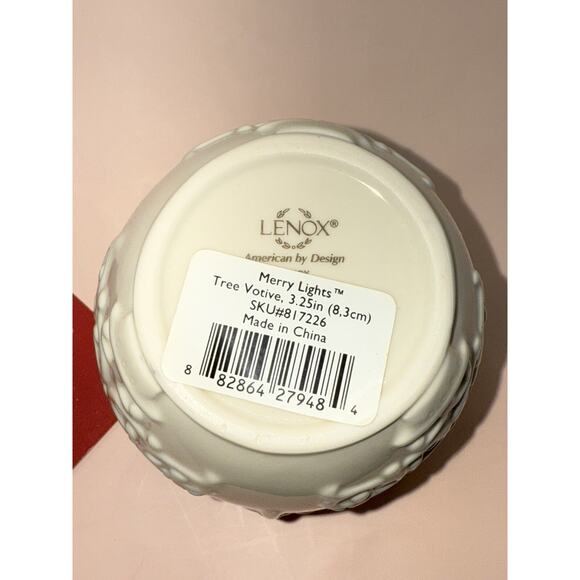 LENOX®
American by Design
Merry Lights™
Tree Votive, 3.25in (8,3cm)
SKU#817226
Made in China
8 82864 27948 4